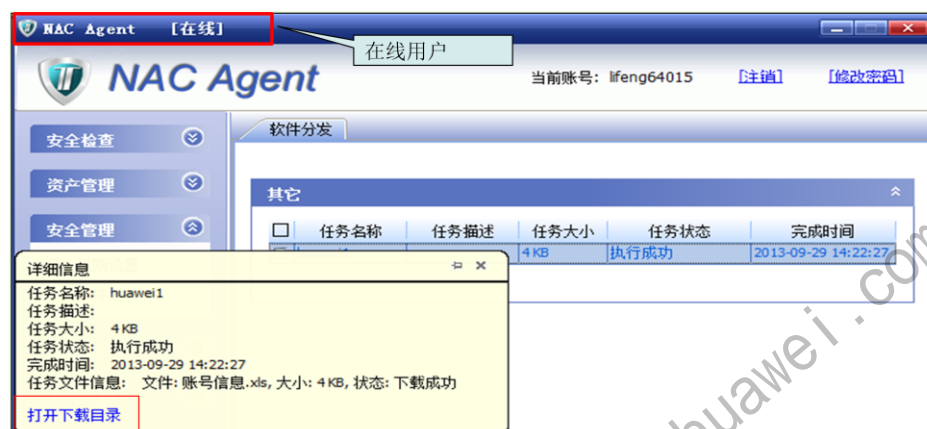 NAC Agent [在线]
在线用户
NAC Agent
当前账号: lifeng64015 [注销] [修改密码]
安全检查
软件分发
资产管理
其它
安全管理
任务名称 任务描述 任务大小 任务状态 完成时间
4 KB 执行成功 2013-09-29 14:22:27
详细信息
任务名称: huawei1
任务描述:
任务大小: 4 KB
任务状态: 执行成功
完成时间: 2013-09-29 14:22:27
任务文件信息: 文件: 账号信息.xls, 大小: 4 KB, 状态: 下载成功
打开下载目录
huawei.com